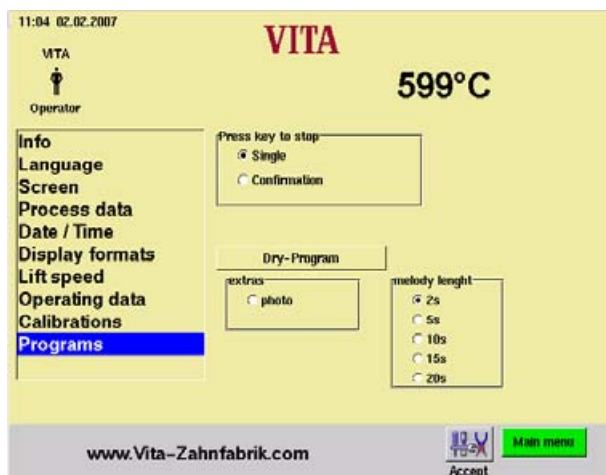 11:04 02.02.2007
VITA
VITA
599°C
Operator
Info
Language
Screen
Process data
Date / Time
Display formats
Lift speed
Operating data
Calibrations
Programs
Press key to stop
Single
Confirmation
Dry-Program
extras
photo
melody lenght
2s
5s
10s
15s
20s
www.Vita-Zahnfabrik.com
Accent
Main menu